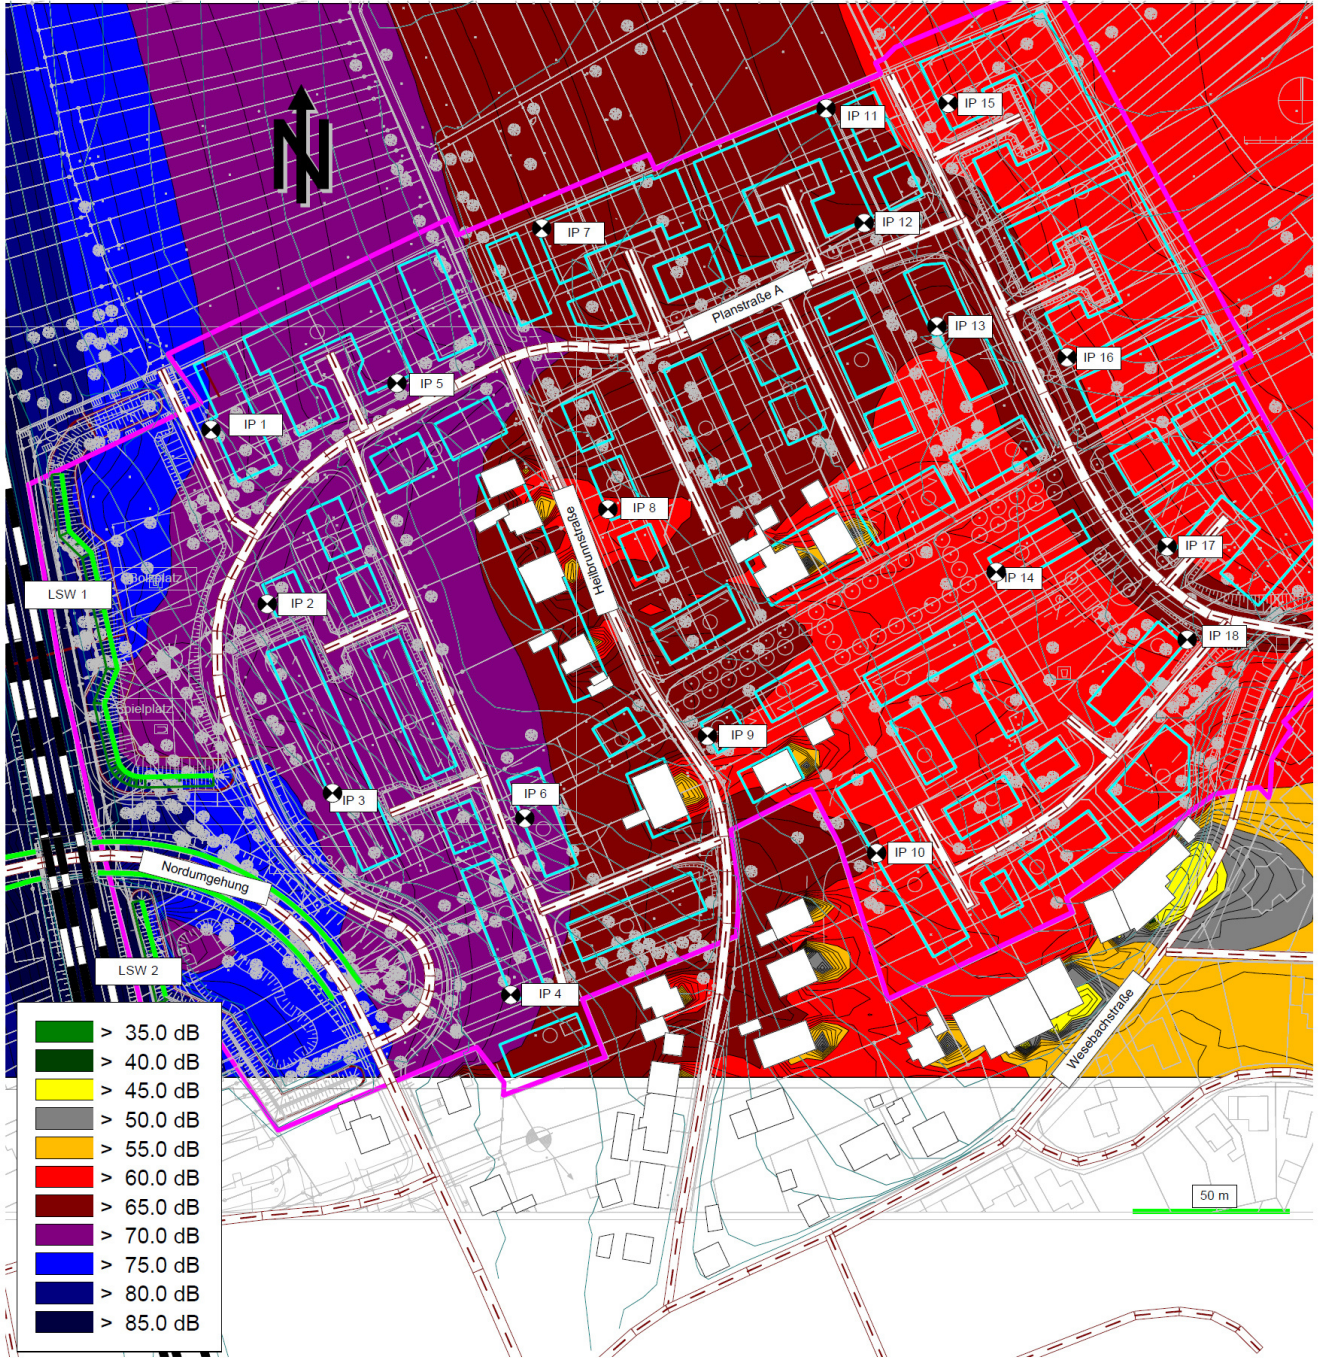 N
IP 15
IP 11
IP 12
IP 7
Planstraße A
IP 13
IP 16
IP 5
IP 1
IP 8
Heilbrunnstraße
IP 17
IP 14
Bolzplatz
LSW 1
IP 2
IP 18
Spielplatz
IP 9
IP 3
IP 6
IP 10
Nordumgehung
LSW 2
IP 4
Wesebachstraße
> 35.0 dB
> 40.0 dB
> 45.0 dB
> 50.0 dB
> 55.0 dB
> 60.0 dB
> 65.0 dB
> 70.0 dB
> 75.0 dB
> 80.0 dB
> 85.0 dB
50 m